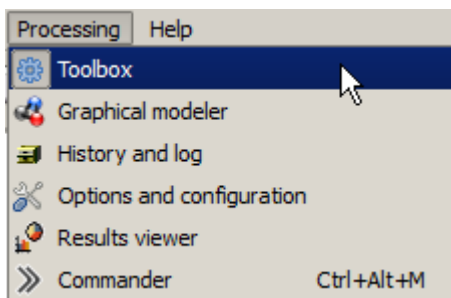 Processing Help
Toolbox
Graphical modeler
History and log
Options and configuration
Results viewer
Commander Ctrl+Alt+M